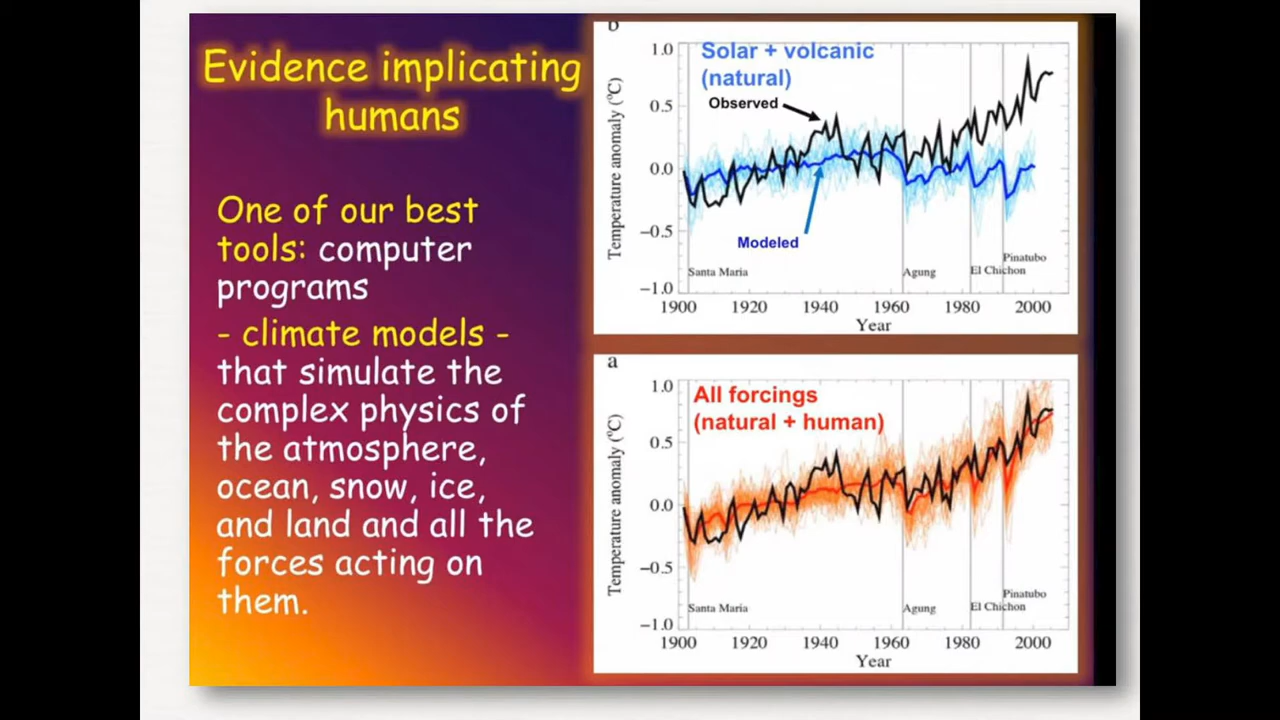 Evidence implicating
humans
One of our best
tools: computer
programs
- climate models -
that simulate the
complex physics of
the atmosphere,
ocean, snow, ice,
and land and all the
forces acting on
them.
b
Solar + volcanic
(natural)
Observed
Modeled
Temperature anomaly (°C)
1.0
0.5
0.0
−0.5
−1.0
Santa Maria
Agung
El Chichon
Pinatubo
1900 1920 1940 1960 1980 2000
Year
a
All forcings
(natural + human)
Temperature anomaly (°C)
1.0
0.5
0.0
−0.5
−1.0
Santa Maria
Agung
El Chichon
Pinatubo
1900 1920 1940 1960 1980 2000
Year